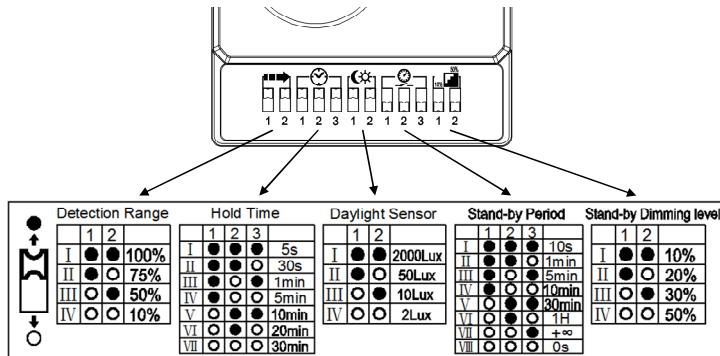 50%
10%
1 2 1 2 3 1 2 1 2 3 1 2
Detection Range
1 2
I ● ● 100%
II ● ○ 75%
III ○ ● 50%
IV ○ ○ 10%
Hold Time
1 2 3
I ● ● ● 5s
II ● ● ○ 30s
III ● ○ ● 1min
IV ● ○ ○ 5min
V ○ ● ● 10min
VI ○ ● ○ 20min
VII ○ ○ ○ 30min
Daylight Sensor
1 2
I ● ● 2000Lux
II ● ○ 50Lux
III ○ ● 10Lux
IV ○ ○ 2Lux
Stand-by Period
1 2 3
I ● ● ● 10s
II ● ● ○ 1min
III ● ○ ● 5min
IV ● ○ ○ 10min
V ○ ● ● 30min
VI ○ ● ○ 1H
VII ○ ○ ● +∞
VIII ○ ○ ○ 0s
Stand-by Dimming level
1 2
I ● ● 10%
II ● ○ 20%
III ○ ● 30%
IV ○ ○ 50%